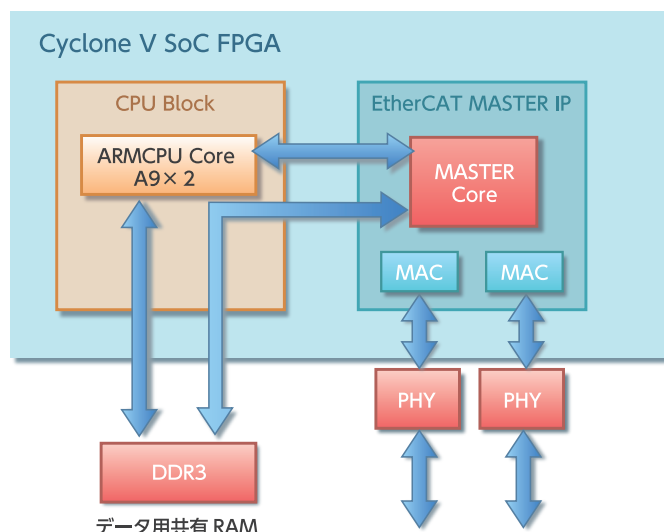 Cyclone V SoC FPGA
CPU Block
EtherCAT MASTER IP
ARMCPU Core
A9×2
MASTER
Core
MAC
MAC
PHY
PHY
DDR3
データ用共有 RAM